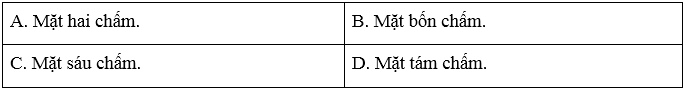 A. Mặt hai chấm.
B. Mặt bốn chấm.
C. Mặt sáu chấm.
D. Mặt tám chấm.